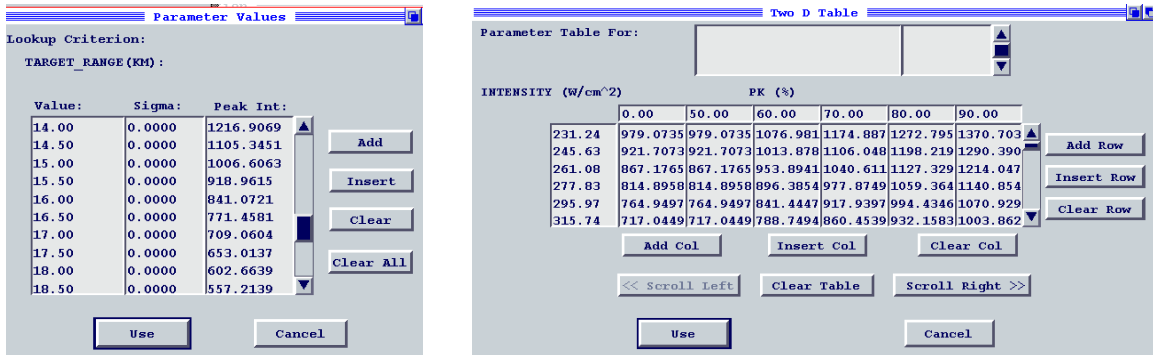 Parameter Values
Lookup Criterion:
TARGET_RANGE(KM):
Value: Sigma: Peak Int:
14.00 0.0000 1216.9069
14.50 0.0000 1105.3451
15.00 0.0000 1006.6063
15.50 0.0000 918.9615
16.00 0.0000 841.0721
16.50 0.0000 771.4581
17.00 0.0000 709.0604
17.50 0.0000 653.0137
18.00 0.0000 602.6639
18.50 0.0000 557.2139
Add
Insert
Clear
Clear All
Use Cancel
Two D Table
Parameter Table For:
INTENSITY (W/cm^2) PK (%)
0.00 50.00 60.00 70.00 80.00 90.00
231.24 979.0735 979.0735 1076.981 1174.887 1272.795 1370.703
245.63 921.7073 921.7073 1013.878 1106.048 1198.219 1290.390
261.08 867.1765 867.1765 953.8941 1040.611 1127.329 1214.047
277.83 814.8958 814.8958 896.3854 977.8749 1059.364 1140.854
295.97 764.9497 764.9497 841.4447 917.9397 994.4346 1070.929
315.74 717.0449 717.0449 788.7494 860.4539 932.1583 1003.862
Add Row
Insert Row
Clear Row
Add Col Insert Col Clear Col
<< Scroll Left Clear Table Scroll Right >>
Use Cancel